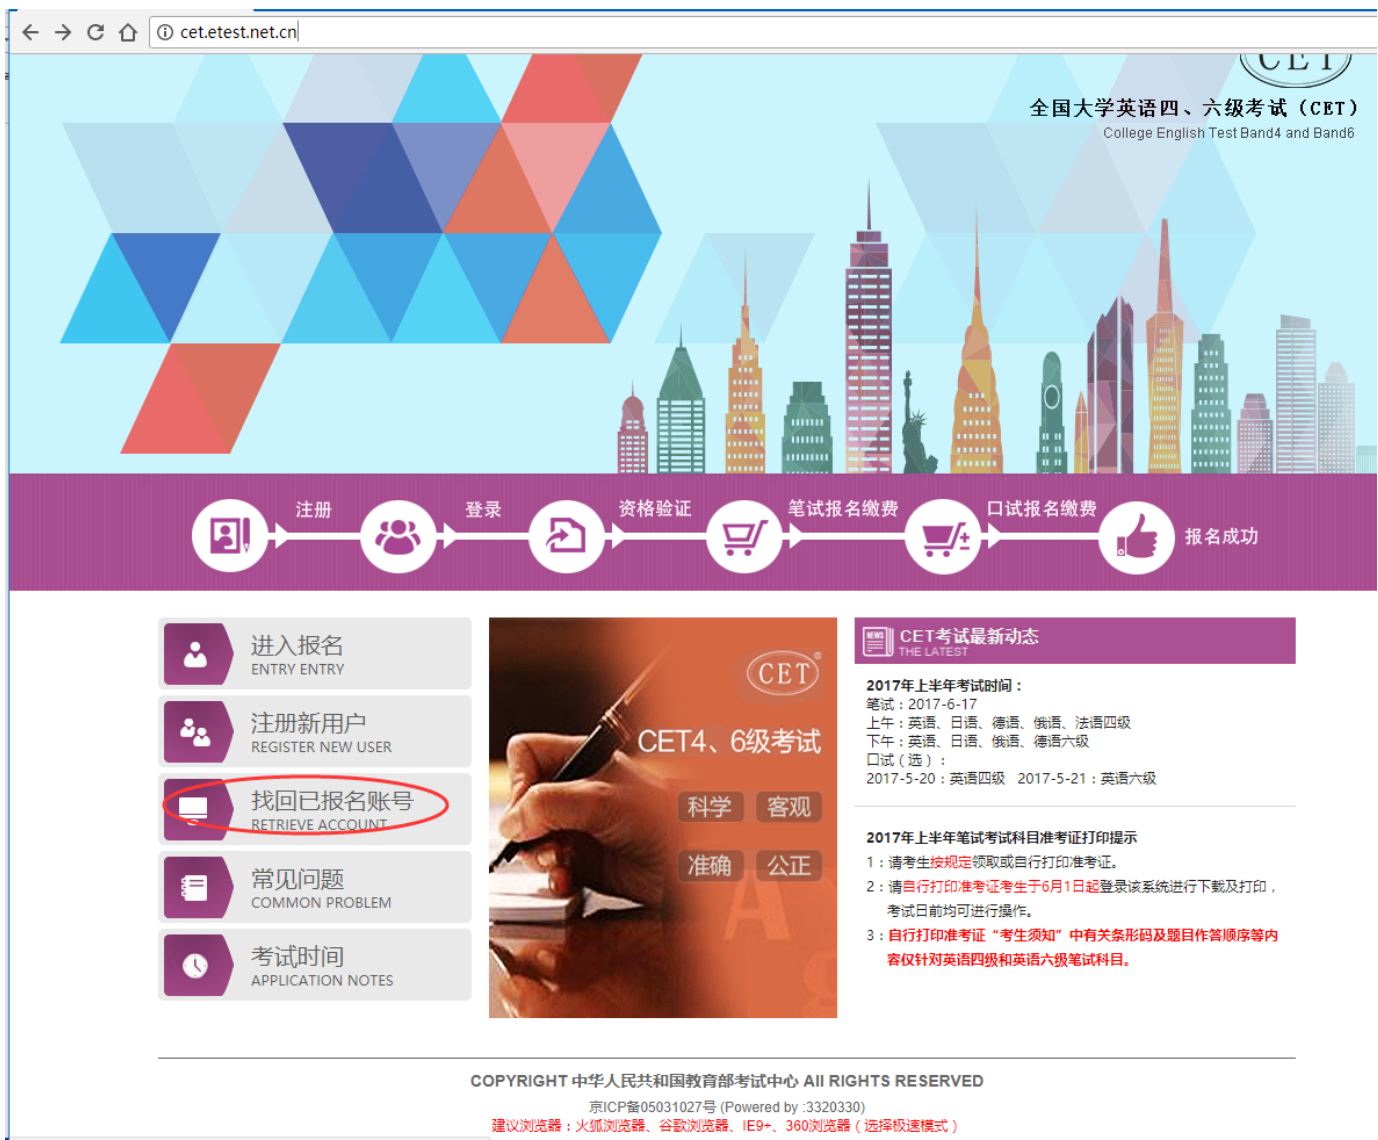 cet.etest.net.cn
CET
全国大学英语四、六级考试（CET）
College English Test Band4 and Band6
注册
登录
资格验证
笔试报名缴费
口试报名缴费
报名成功
进入报名
ENTRY ENTRY
注册新用户
REGISTER NEW USER
找回已报名账号
RETRIEVE ACCOUNT
常见问题
COMMON PROBLEM
考试时间
APPLICATION NOTES
CET®
CET4、6级考试
科学 客观
准确 公正
NEWS
CET考试最新动态
THE LATEST
2017年上半年考试时间：
笔试：2017-6-17
上午：英语、日语、德语、俄语、法语四级
下午：英语、日语、俄语、德语六级
口试（选）：
2017-5-20：英语四级 2017-5-21：英语六级
2017年上半年笔试考试科目准考证打印提示
1：请考生按规定领取或自行打印准考证。
2：请自行打印准考证考生于6月1日起登录该系统进行下载及打印，
考试日前均可进行操作。
3：自行打印准考证“考生须知”中有关条形码及题目作答顺序等内
容仅针对英语四级和英语六级笔试科目。
COPYRIGHT 中华人民共和国教育部考试中心 All RIGHTS RESERVED
京ICP备05031027号 (Powered by :3320330)
建议浏览器：火狐浏览器、谷歌浏览器、IE9+、360浏览器（选择极速模式）